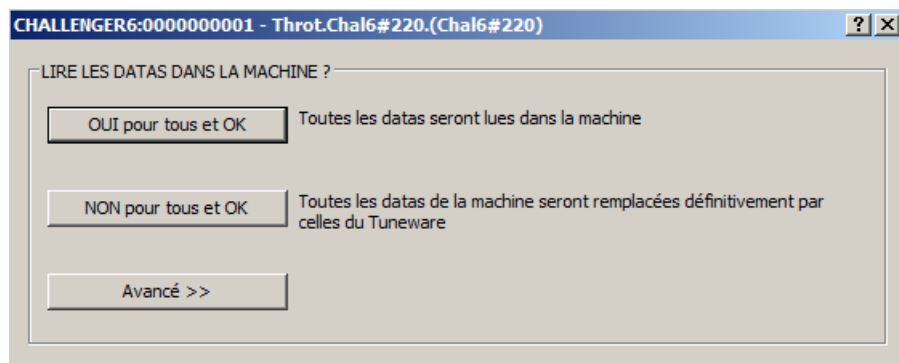 CHALLENGER6:0000000001 - Throt.Chal6#220.(Chal6#220)
LIRE LES DATAS DANS LA MACHINE ?
OUI pour tous et OK
Toutes les datas seront lues dans la machine
NON pour tous et OK
Toutes les datas de la machine seront remplacées définitivement par
celles du Tuneware
Avancé >>